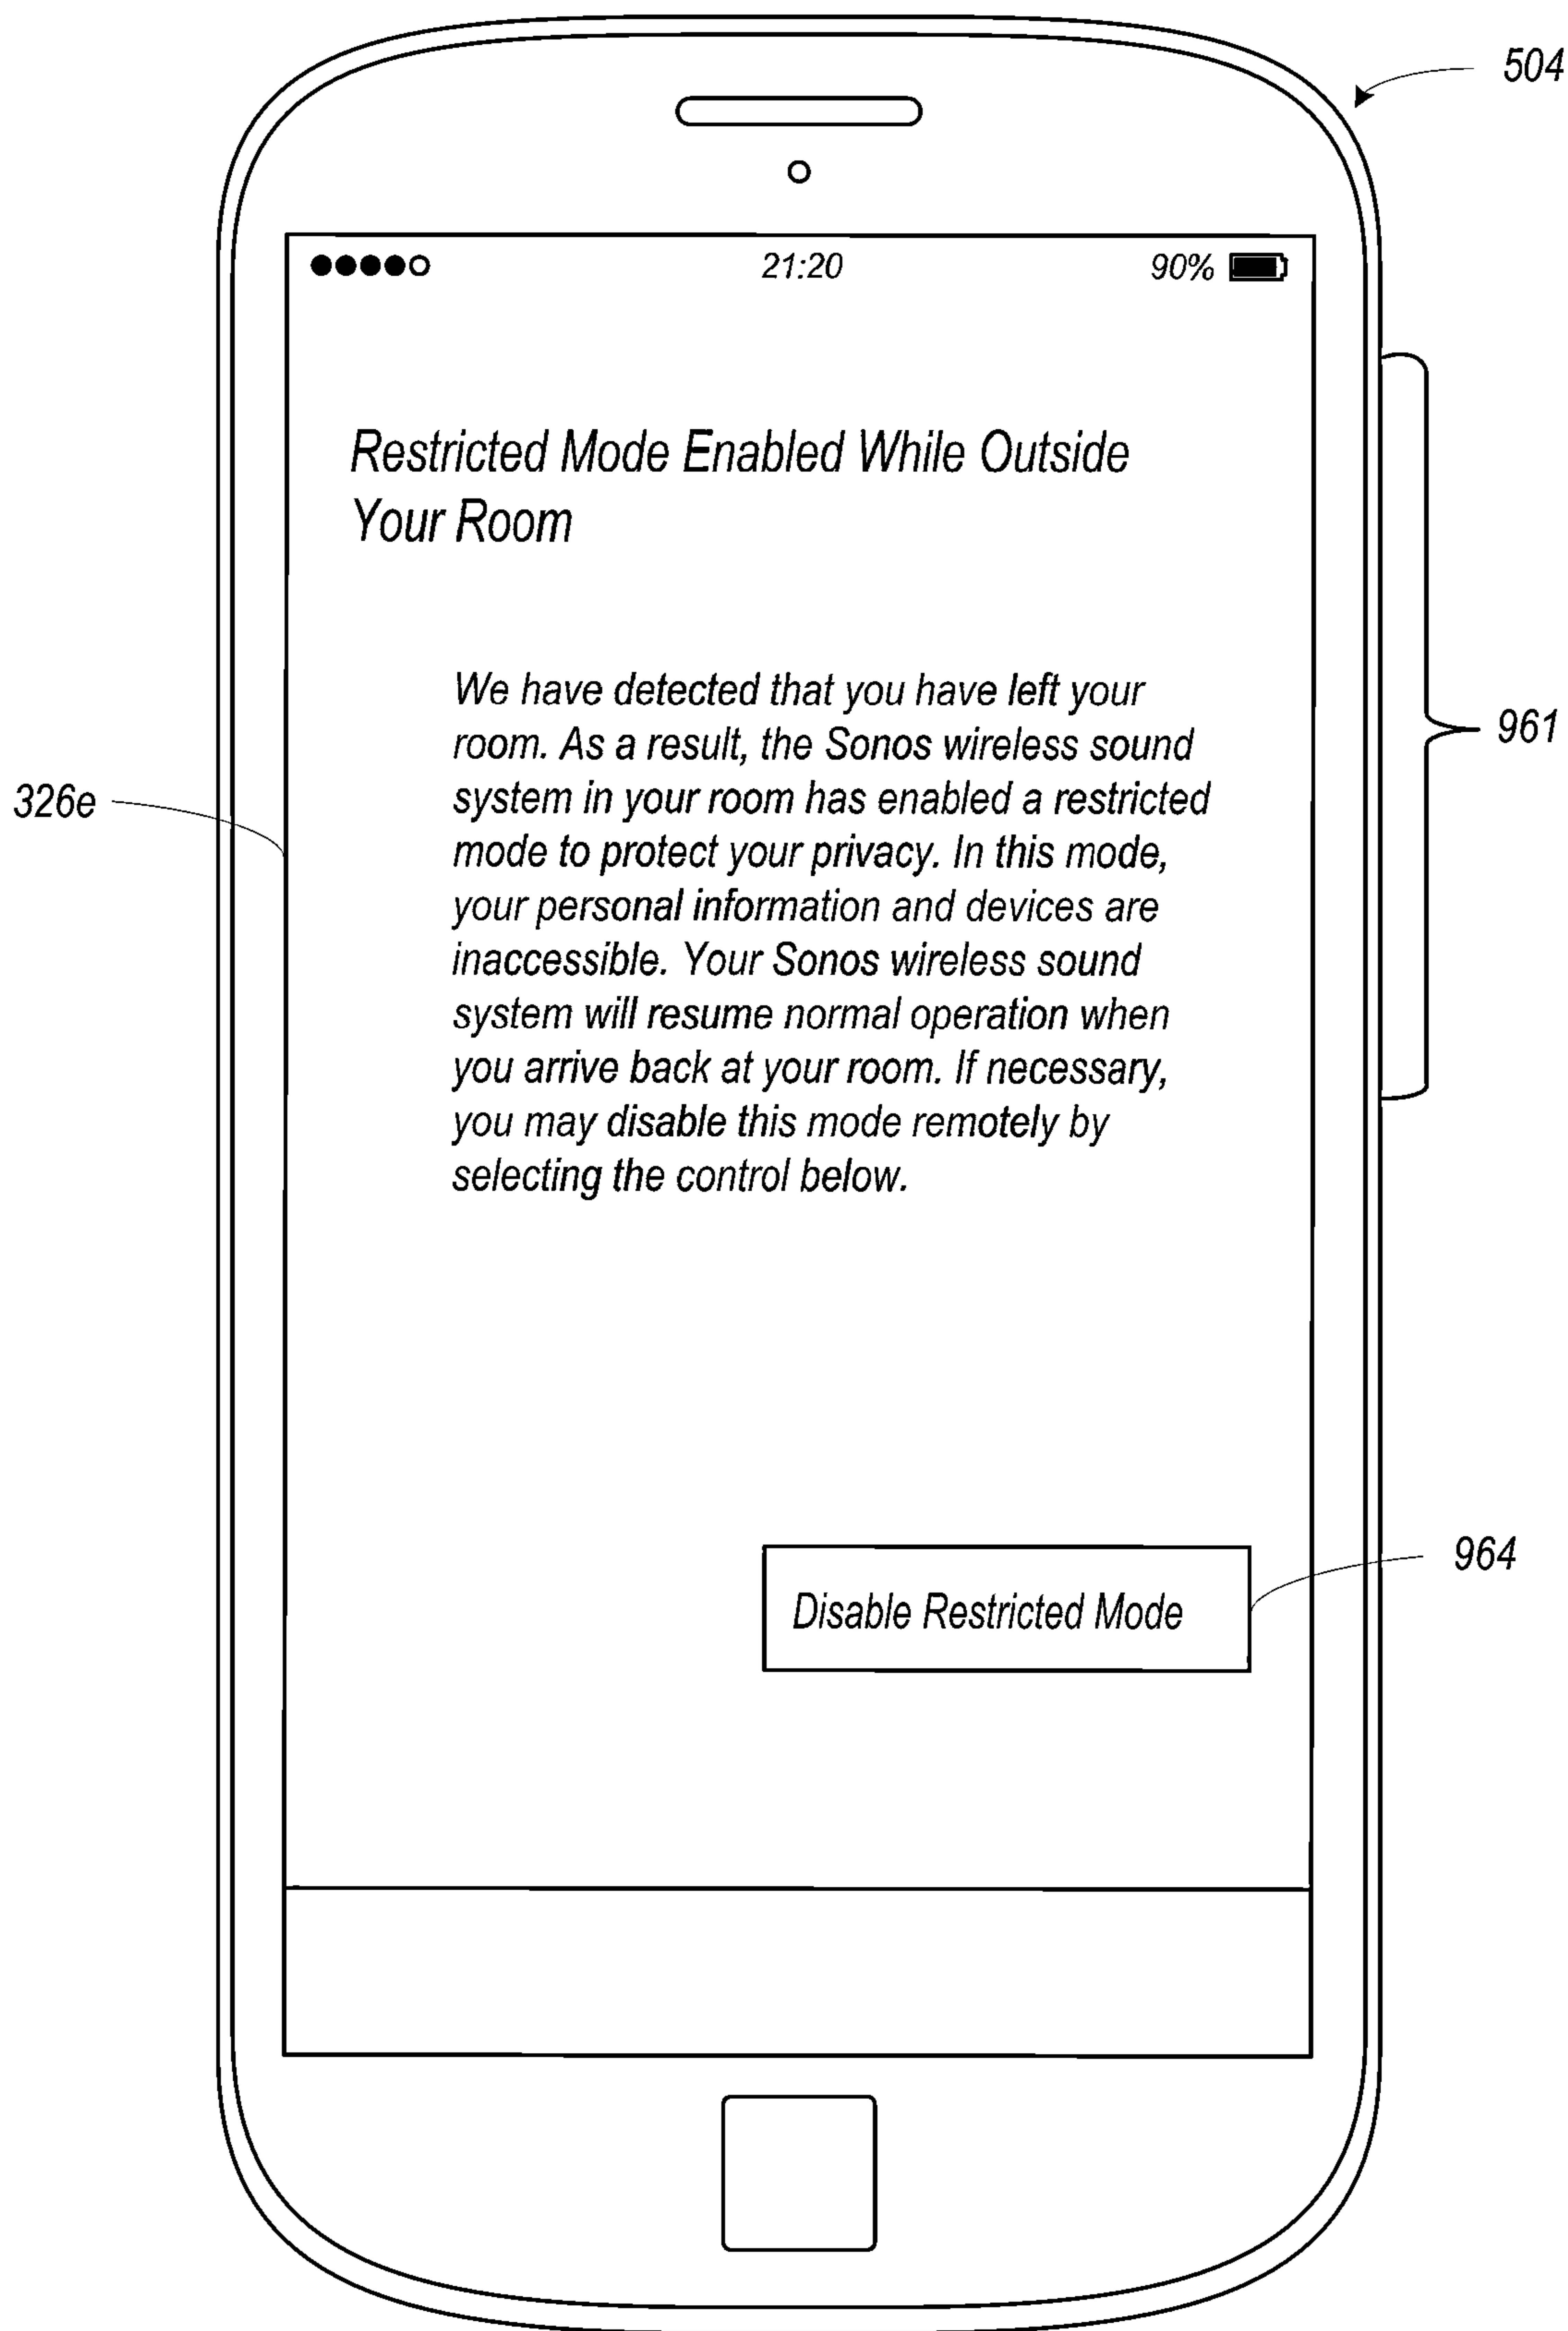 504
21:20 90%
Restricted Mode Enabled While Outside
Your Room
We have detected that you have left your
room. As a result, the Sonos wireless sound
961
system in your room has enabled a restricted
326e
mode to protect your privacy. In this mode,
your personal information and devices are
inaccessible. Your Sonos wireless sound
system will resume normal operation when
you arrive back at your room. If necessary,
you may disable this mode remotely by
selecting the control below.
964
Disable Restricted Mode